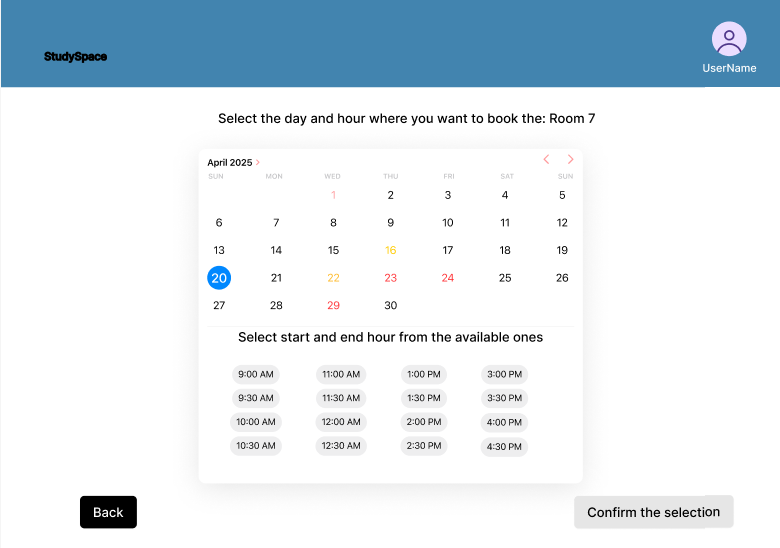 StudySpace
UserName
Select the day and hour where you want to book the: Room 7
April 2025 >
SUN MON WED THU FRI SAT SUN
1 2 3 4 5
6 7 8 9 10 11 12
13 14 15 16 17 18 19
20 21 22 23 24 25 26
27 28 29 30
Select start and end hour from the available ones
9:00 AM 11:00 AM 1:00 PM 3:00 PM
9:30 AM 11:30 AM 1:30 PM 3:30 PM
10:00 AM 12:00 AM 2:00 PM 4:00 PM
10:30 AM 12:30 AM 2:30 PM 4:30 PM
Back
Confirm the selection